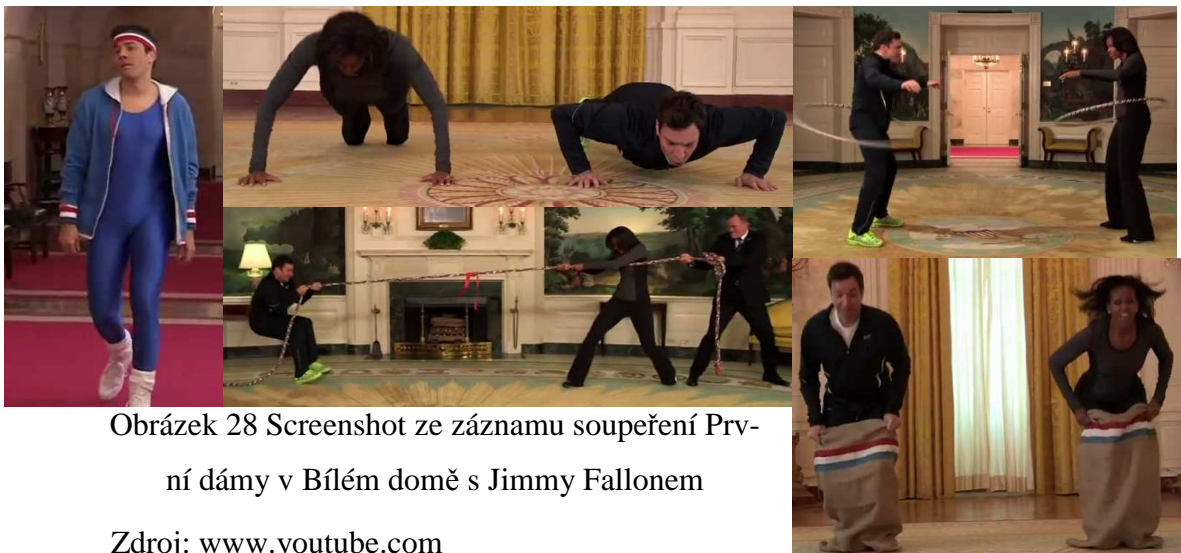 Obrázek 28 Screenshot ze záznamu soupeření Prv-
ní dámy v Bílém domě s Jimmy Fallonem
Zdroj: www.youtube.com